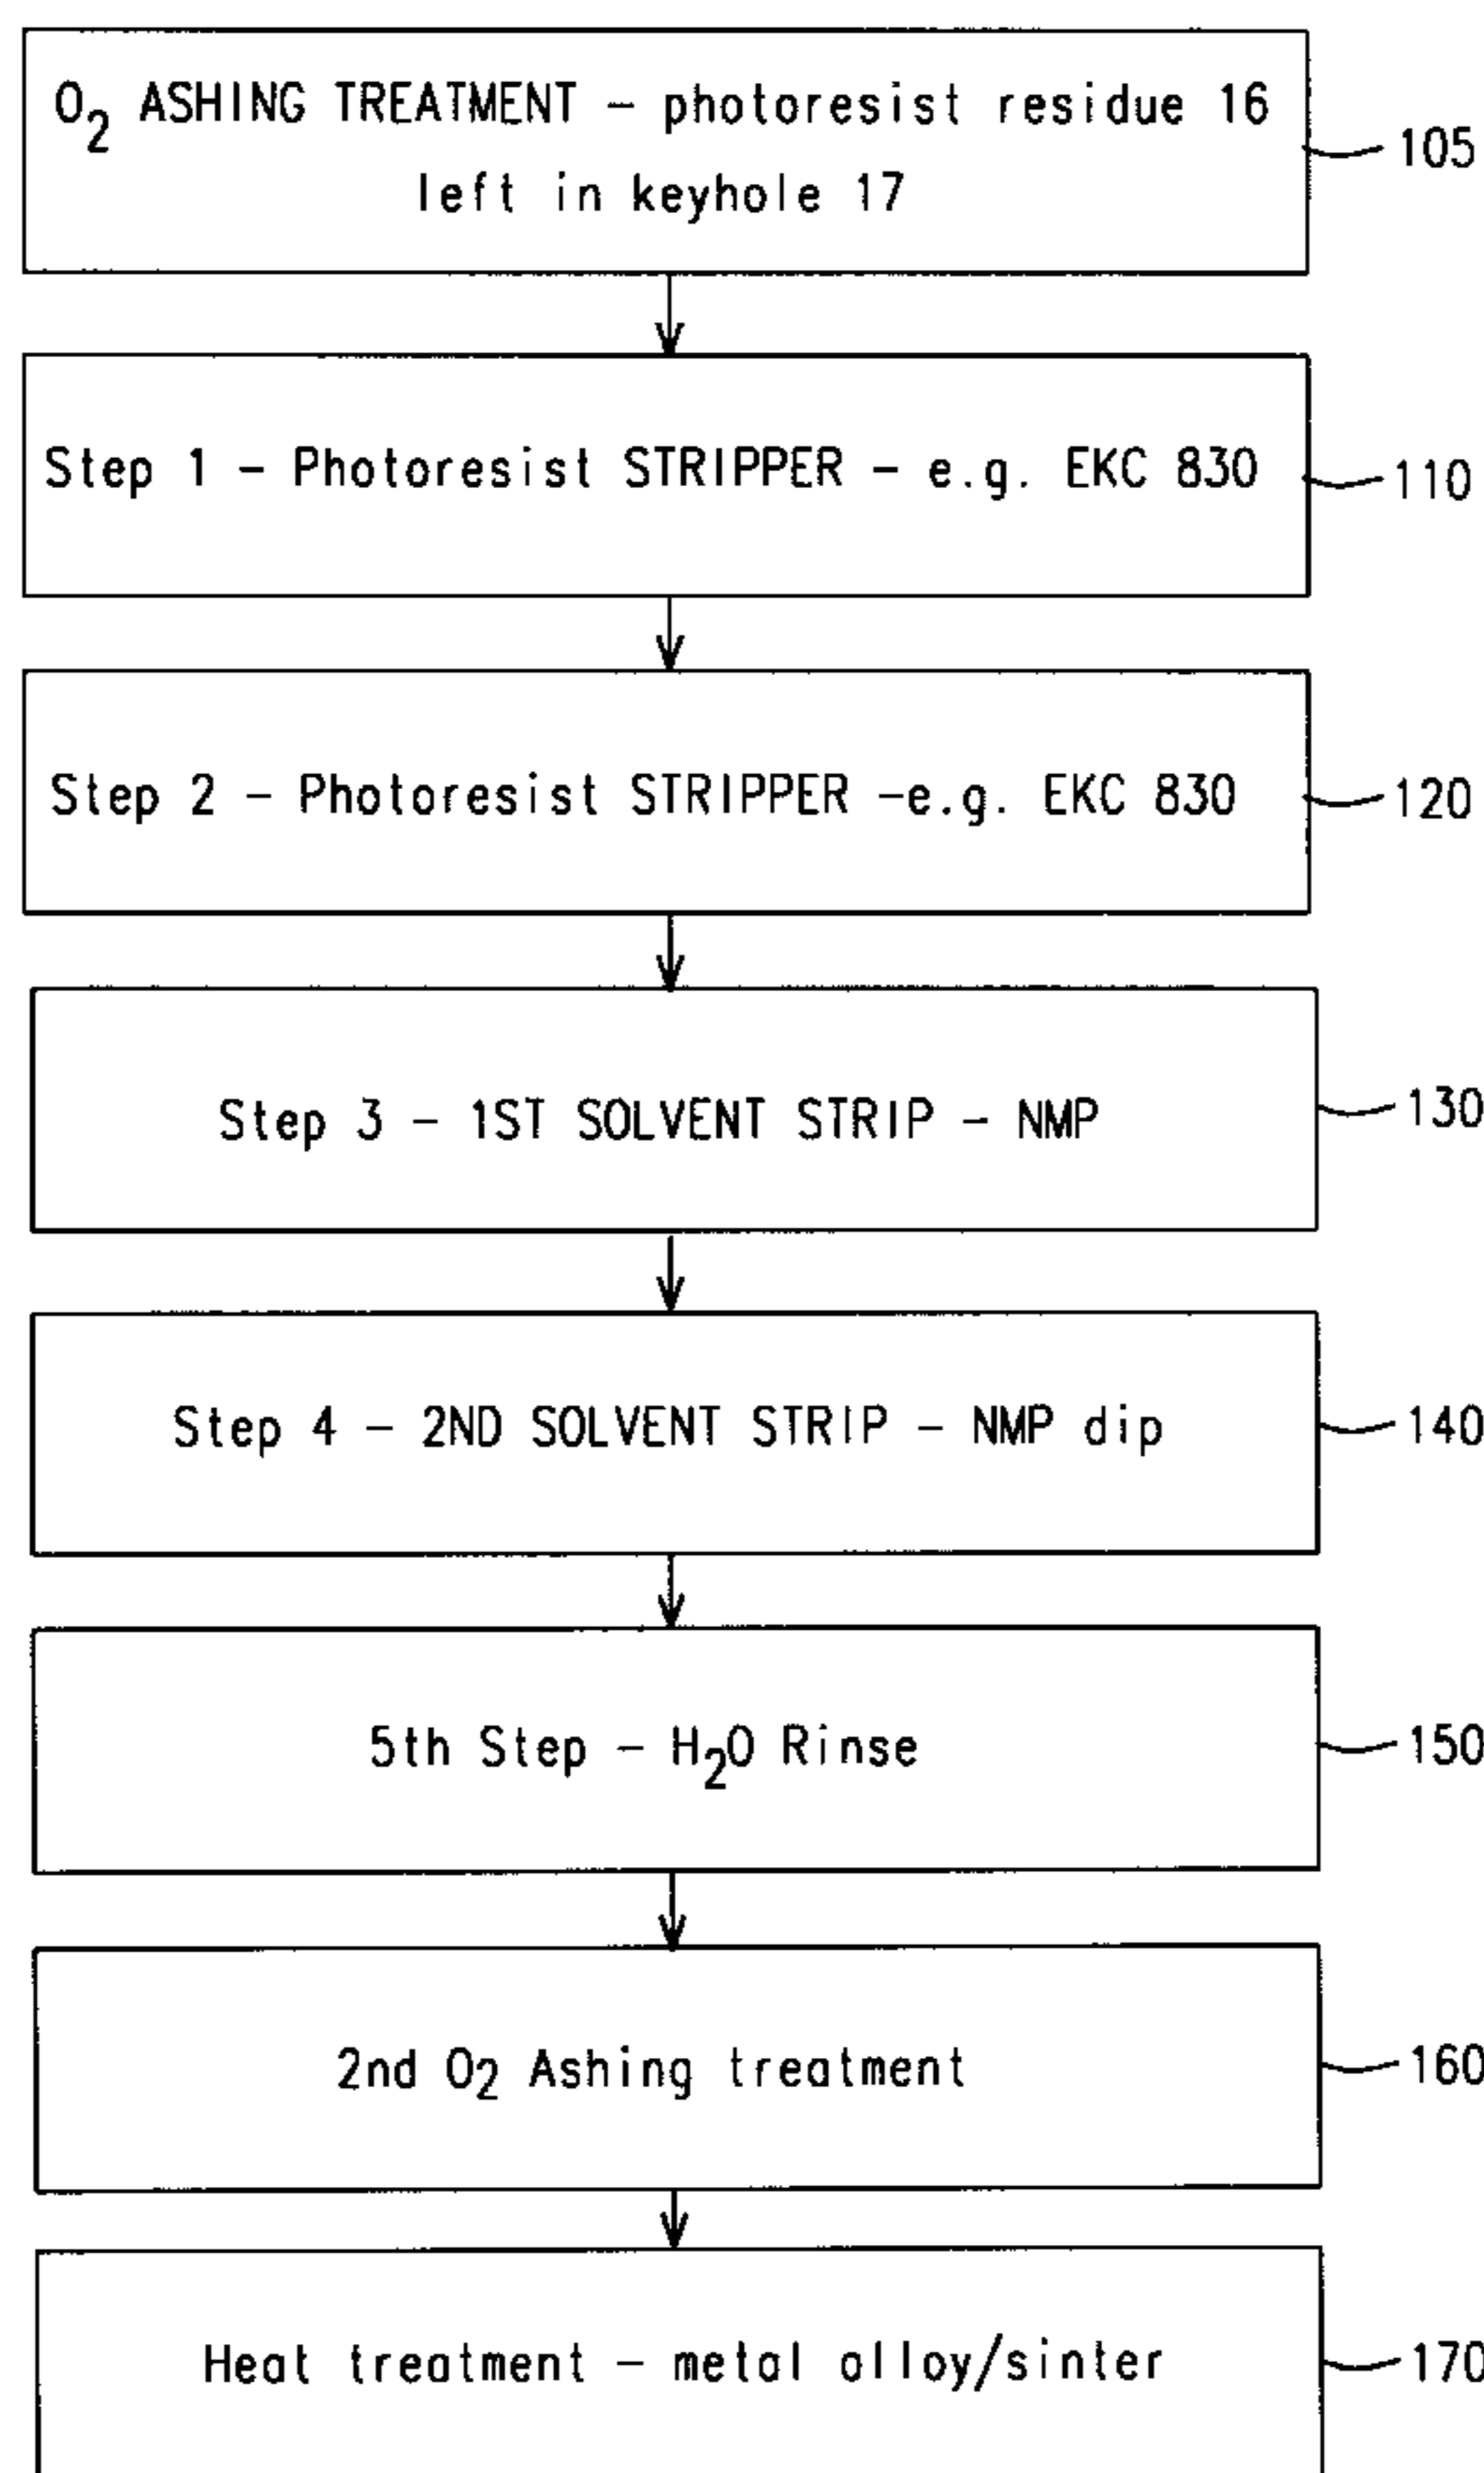 O₂ ASHING TREATMENT – photoresist residue 16
left in keyhole 17
105
Step 1 – Photoresist STRIPPER – e.g. EKC 830
110
Step 2 – Photoresist STRIPPER –e.g. EKC 830
120
Step 3 – 1ST SOLVENT STRIP – NMP
130
Step 4 – 2ND SOLVENT STRIP – NMP dip
140
5th Step – H₂O Rinse
150
2nd O₂ Ashing treatment
160
Heat treatment – metal alloy/sinter
170